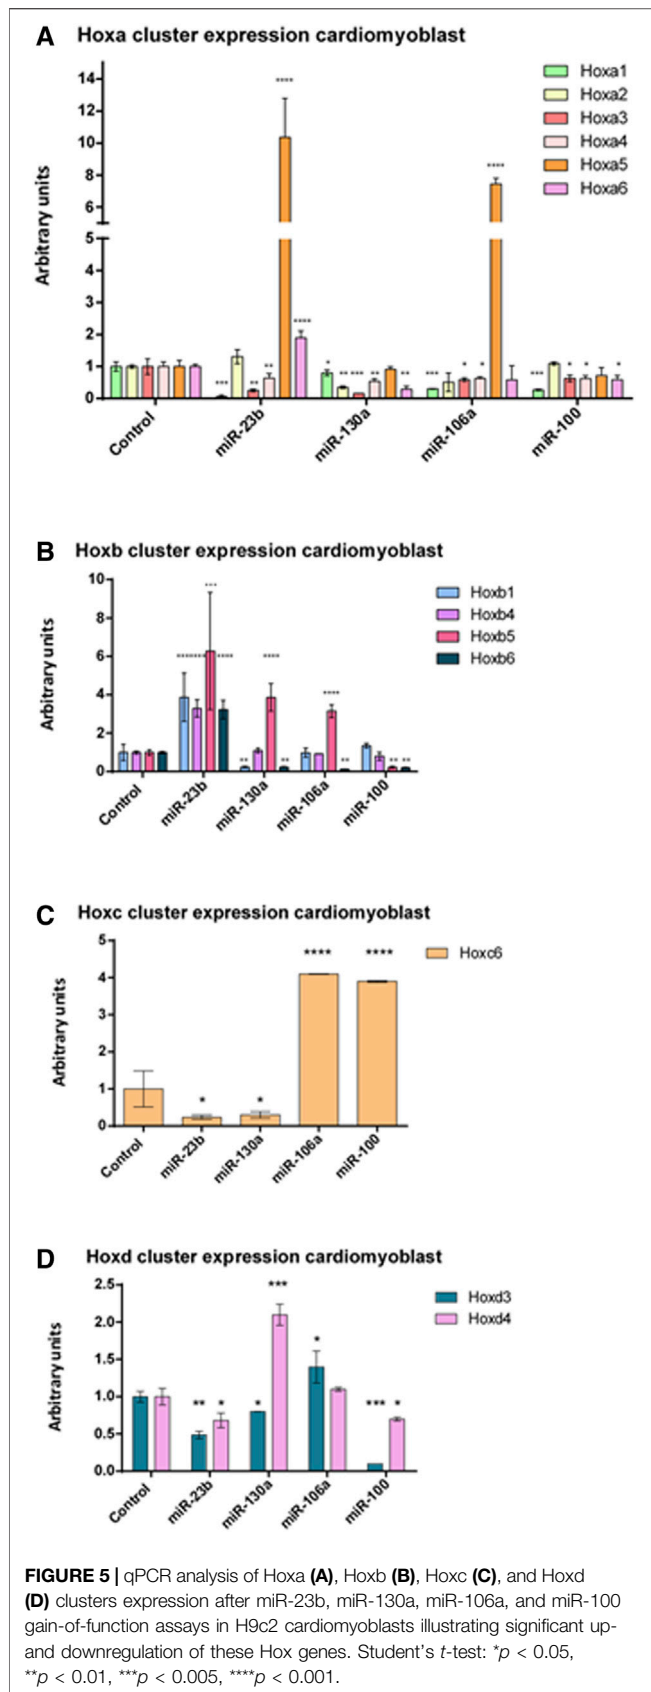 A Hoxa cluster expression cardiomyoblast
Arbitrary units
14
12
10
8
6
5
4
3
2
1
0
Hoxa1
Hoxa2
Hoxa3
Hoxa4
Hoxa5
Hoxa6
**** ****
****
*** ** ** * ** *** ** ** *** * * *** * * *
Control miR-23b miR-130a miR-106a miR-100
B Hoxb cluster expression cardiomyoblast
Arbitrary units
10
8
6
4
2
0
Hoxb1
Hoxb4
Hoxb5
Hoxb6
***
**** **** ****
****
** ** ** ** **
Control miR-23b miR-130a miR-106a miR-100
C Hoxc cluster expression cardiomyoblast
Arbitrary units
5
4
3
2
1
0
Hoxc6
* * **** ****
Control miR-23b miR-130a miR-106a miR-100
D Hoxd cluster expression cardiomyoblast
Arbitrary units
2.5
2.0
1.5
1.0
0.5
0.0
Hoxd3
Hoxd4
** * * *** * *** *
Control miR-23b miR-130a miR-106a miR-100
FIGURE 5 | qPCR analysis of Hoxa (A), Hoxb (B), Hoxc (C), and Hoxd
(D) clusters expression after miR-23b, miR-130a, miR-106a, and miR-100
gain-of-function assays in H9c2 cardiomyoblasts illustrating significant up-
and downregulation of these Hox genes. Student's t-test: *p < 0.05,
**p < 0.01, ***p < 0.005, ****p < 0.001.